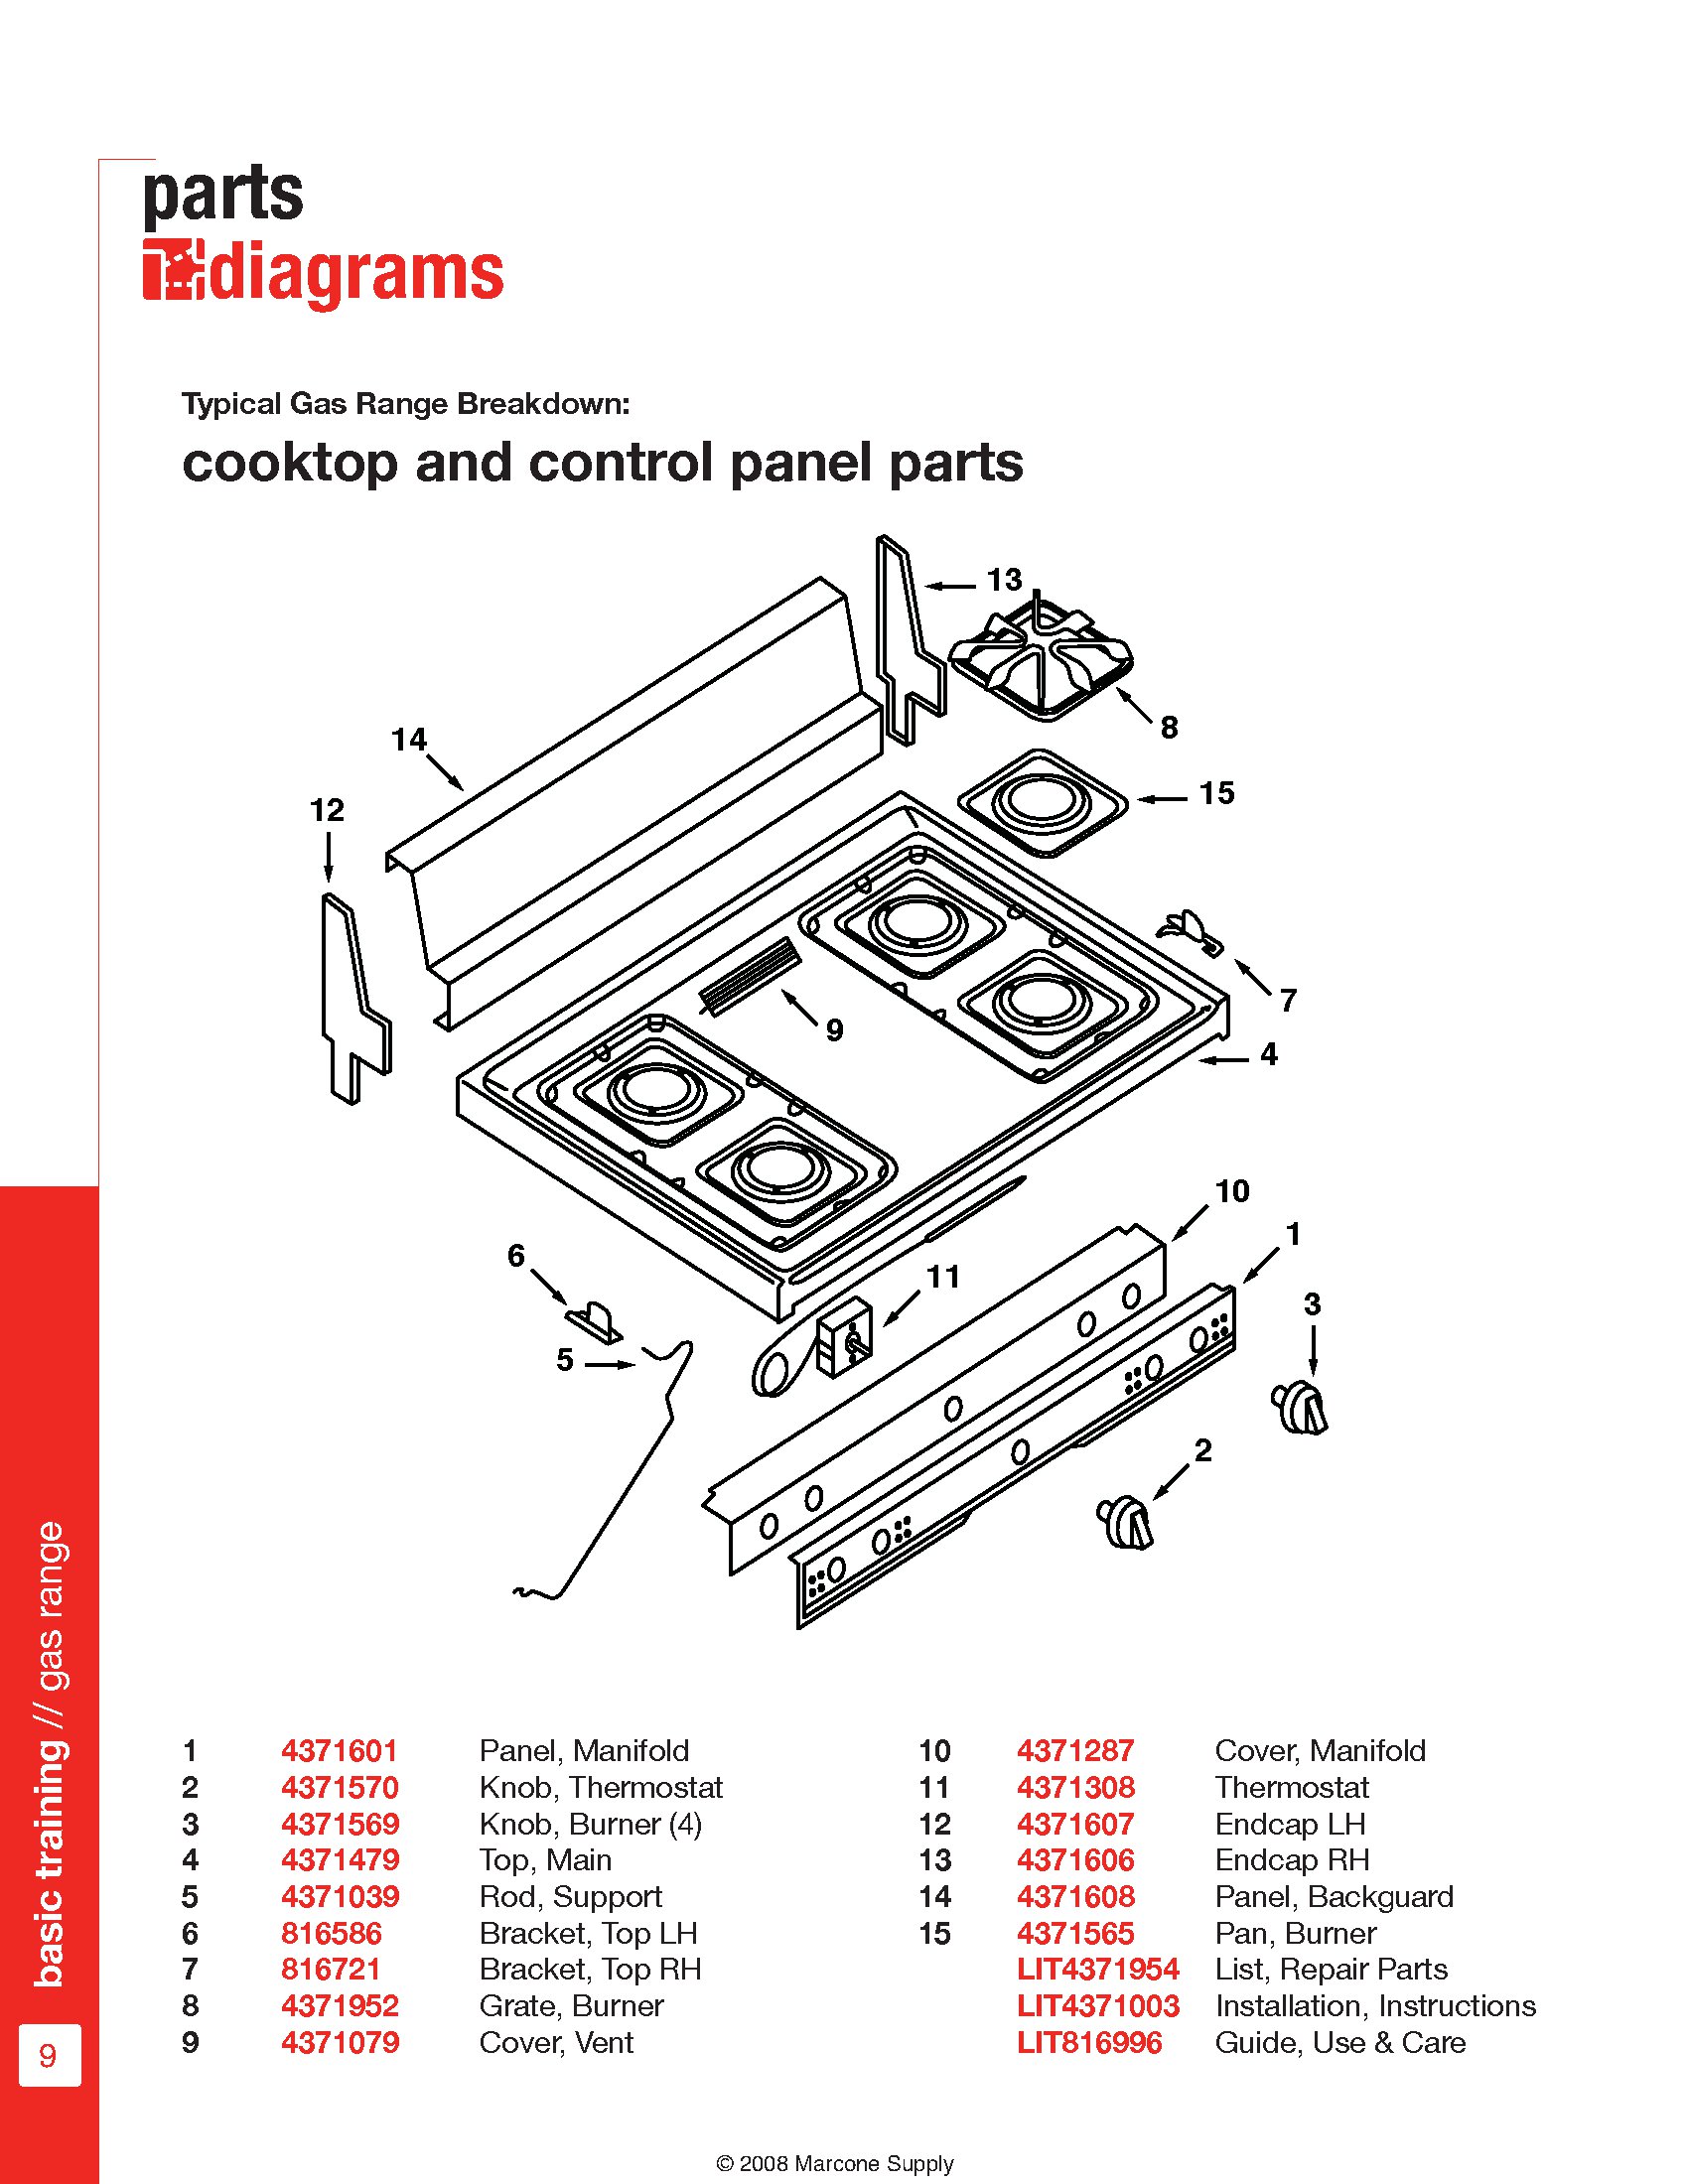 parts
diagrams
Typical Gas Range Breakdown:
cooktop and control panel parts
13
8
14
15
12
7
9
4
10
1
6
11
3
5
2
1 4371601 Panel, Manifold
2 4371570 Knob, Thermostat
3 4371569 Knob, Burner (4)
4 4371479 Top, Main
5 4371039 Rod, Support
6 816586 Bracket, Top LH
7 816721 Bracket, Top RH
8 4371952 Grate, Burner
9 4371079 Cover, Vent
10 4371287 Cover, Manifold
11 4371308 Thermostat
12 4371607 Endcap LH
13 4371606 Endcap RH
14 4371608 Panel, Backguard
15 4371565 Pan, Burner
LIT4371954 List, Repair Parts
LIT4371003 Installation, Instructions
LIT816996 Guide, Use & Care
basic training // gas range
9
© 2008 Marcone Supply